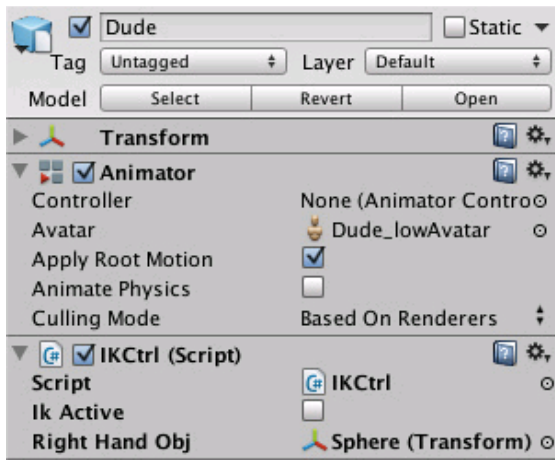 Dude Static
Tag Untagged Layer Default
Model Select Revert Open
Transform
Animator
Controller None (Animator Contro
Avatar Dude_lowAvatar
Apply Root Motion
Animate Physics
Culling Mode Based On Renderers
IKCtrl (Script)
Script IKCtrl
Ik Active
Right Hand Obj Sphere (Transform)